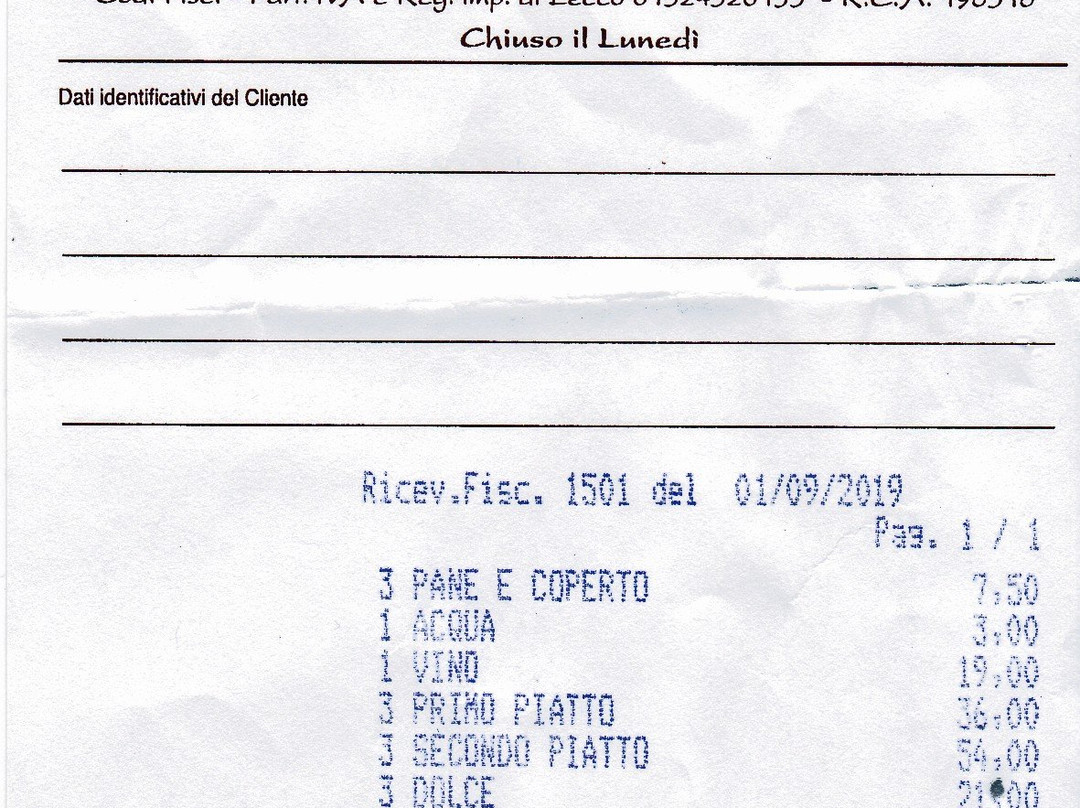 Chiuso il Lunedì
Dati identificativi del Cliente
Ricev.Fisc. 1501 del 01/09/2019
Pag. 1 / 1
3 PANE E COPERTO 7,50
1 ACQUA 3,00
1 VINO 19,00
3 PRIMO PIATTO 36,00
3 SECONDO PIATTO 54,00
3 DOLCE 21,00